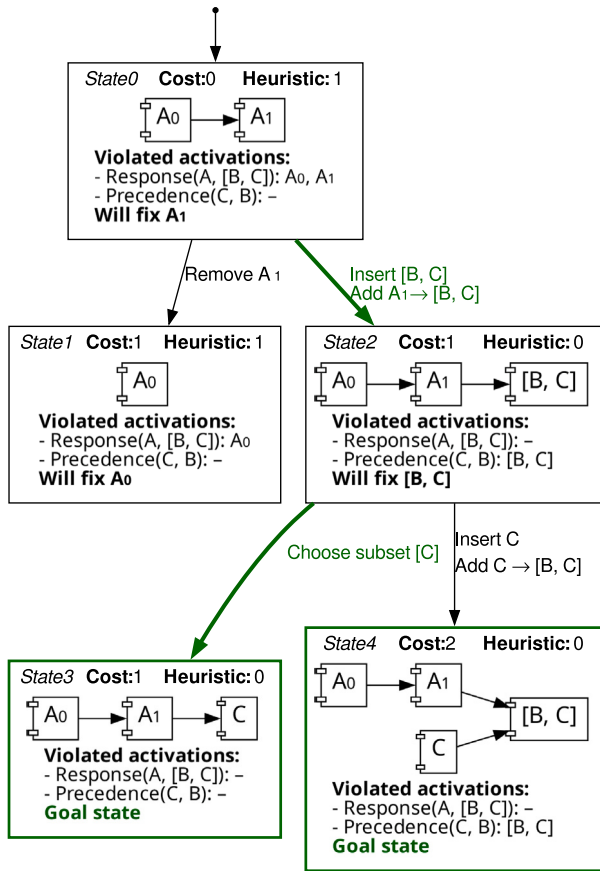 State0 Cost:0 Heuristic: 1
A0 A1
Violated activations:
- Response(A, [B, C]): A0, A1
- Precedence(C, B): –
Will fix A1
Remove A 1
Insert [B, C]
Add A1→ [B, C]
State1 Cost:1 Heuristic: 1
A0
Violated activations:
- Response(A, [B, C]): A0
- Precedence(C, B): –
Will fix A0
State2 Cost:1 Heuristic: 0
A0 A1 [B, C]
Violated activations:
- Response(A, [B, C]): –
- Precedence(C, B): [B, C]
Will fix [B, C]
Choose subset [C]
Insert C
Add C → [B, C]
State3 Cost:1 Heuristic: 0
A0 A1 C
Violated activations:
- Response(A, [B, C]): –
- Precedence(C, B): –
Goal state
State4 Cost:2 Heuristic: 0
A0 A1
[B, C]
C
Violated activations:
- Response(A, [B, C]): –
- Precedence(C, B): [B, C]
Goal state